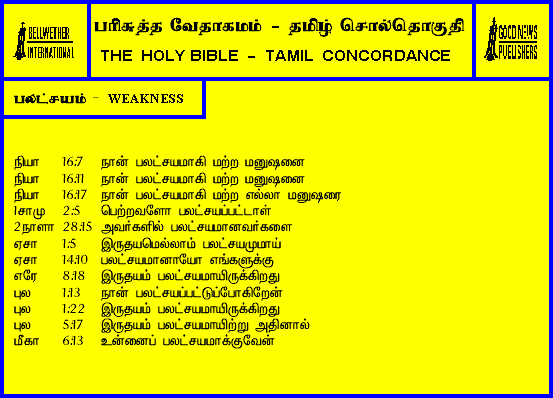 BELLWETHER INTERNATIONAL
பரிசுத்த வேதாகமம் - தமிழ் சொல்தொகுதி
THE HOLY BIBLE - TAMIL CONCORDANCE
GOOD NEWS PUBLISHERS
பலட்சயம் - WEAKNESS
நியா 16:7 நான் பலட்சயமாகி மற்ற மனுஷனை
நியா 16:11 நான் பலட்சயமாகி மற்ற மனுஷனை
நியா 16:17 நான் பலட்சயமாகி மற்ற எல்லா மனுஷரை
1சாமு 2:5 பெற்றவளோ பலட்சயப்பட்டாள்
2நாளா 28:15 அவர்களில் பலட்சயமானவர்களை
ஏசா 1:5 இருதயமெல்லாம் பலட்சயமுமாய்
ஏசா 14:10 பலட்சயமானாயோ எங்களுக்கு
எரே 8:18 இருதயம் பலட்சயமாயிருக்கிறது
புல 1:13 நான் பலட்சயப்பட்டுப்போகிறேன்
புல 1:22 இருதயம் பலட்சயமாயிருக்கிறது
புல 5:17 இருதயம் பலட்சயமாயிற்று அதினால்
மீகா 6:13 உன்னைப் பலட்சயமாக்குவேன்